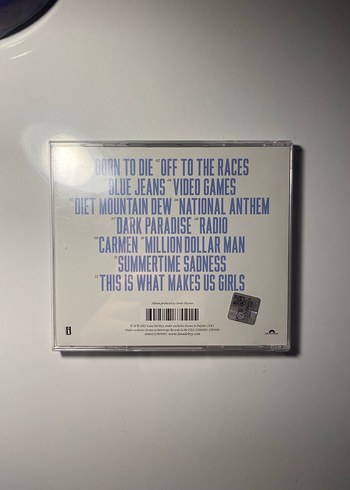 BORN TO DIE "OFF TO THE RACES
BLUE JEANS "VIDEO GAMES
"DIET MOUNTAIN DEW "NATIONAL ANTHEM
"DARK PARADISE "RADIO
"CARMEN "MILLION DOLLAR MAN
"SUMMERTIME SADNESS
"THIS IS WHAT MAKES US GIRLS